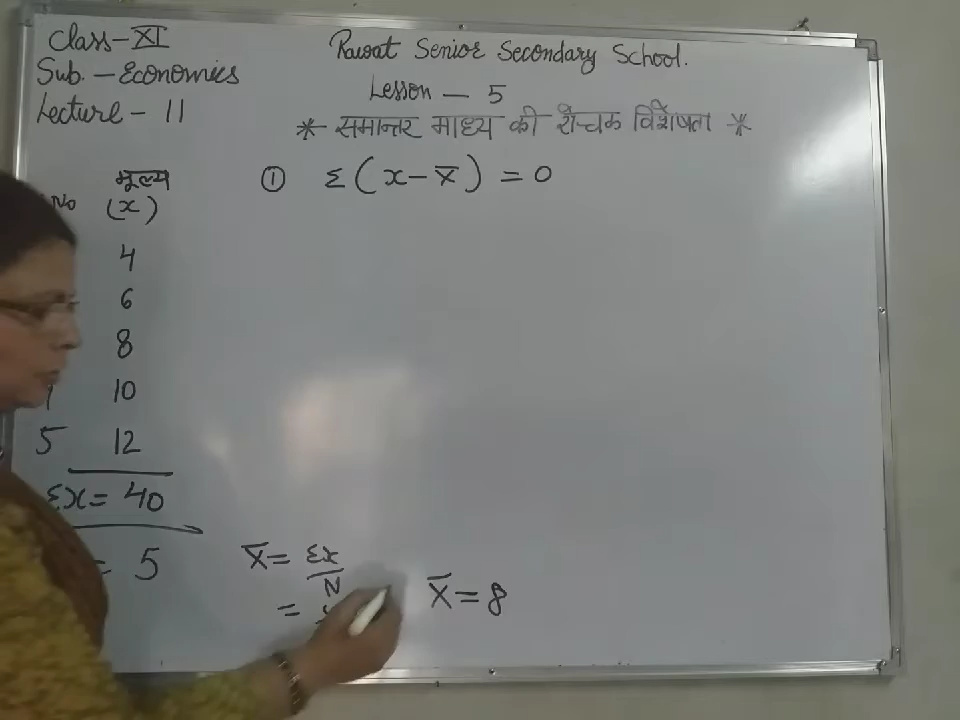 Class-XI
Sub. - Economics
Lecture - 11
Rawat Senior Secondary School.
Lesson - 5
* समान्तर माध्य की रोचक विशेषता *
① Σ(x-x̄) = 0
मूल्य
No (x)
4
6
8
10
5 12
Σx = 40
= 5
X̄ = Σx
N
=
X̄ = 8